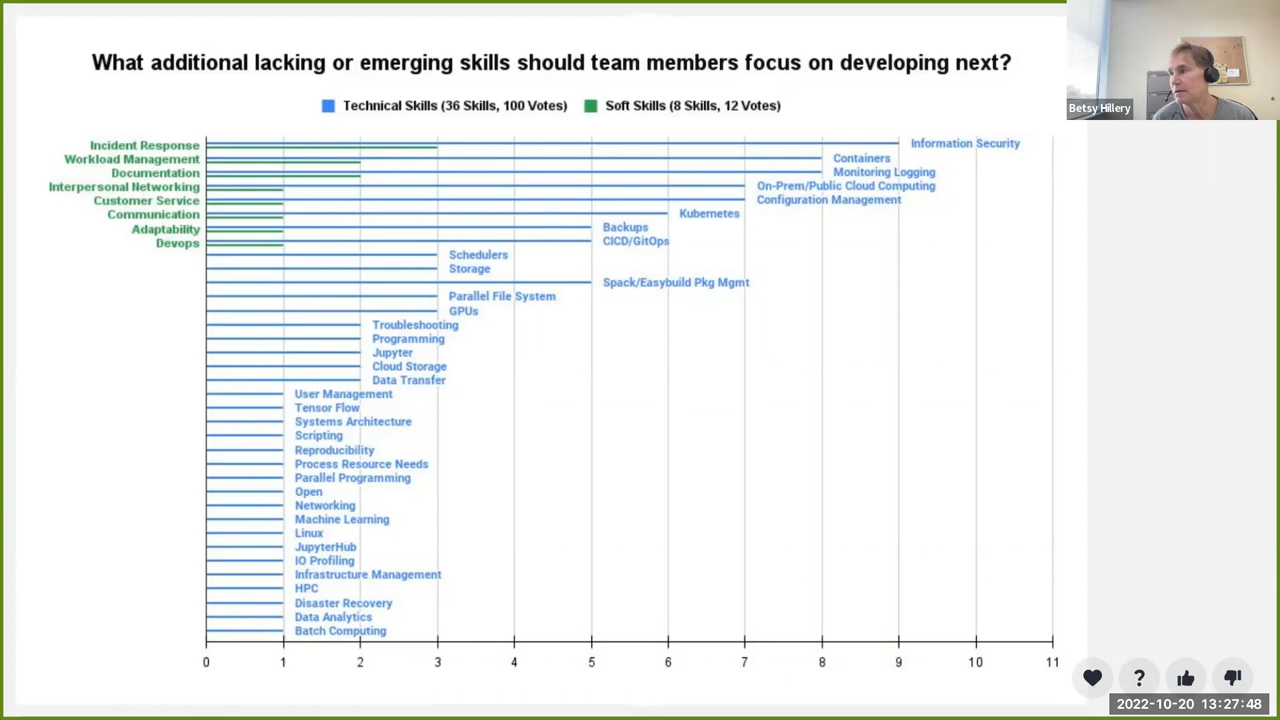 What additional lacking or emerging skills should team members focus on developing next?
Technical Skills (36 Skills, 100 Votes) Soft Skills (8 Skills, 12 Votes)
Betsy Hillery
Incident Response Information Security
Workload Management Containers
Documentation Monitoring Logging
Interpersonal Networking On-Prem/Public Cloud Computing
Customer Service Configuration Management
Communication Kubernetes
Adaptability Backups
Devops CICD/GitOps
Schedulers
Storage
Spack/Easybuild Pkg Mgmt
Parallel File System
GPUs
Troubleshooting
Programming
Jupyter
Cloud Storage
Data Transfer
User Management
Tensor Flow
Systems Architecture
Scripting
Reproducibility
Process Resource Needs
Parallel Programming
Open
Networking
Machine Learning
Linux
JupyterHub
IO Profiling
Infrastructure Management
HPC
Disaster Recovery
Data Analytics
Batch Computing
0 1 2 3 4 5 6 7 8 9 10 11
?
2022-10-20 13:27:48